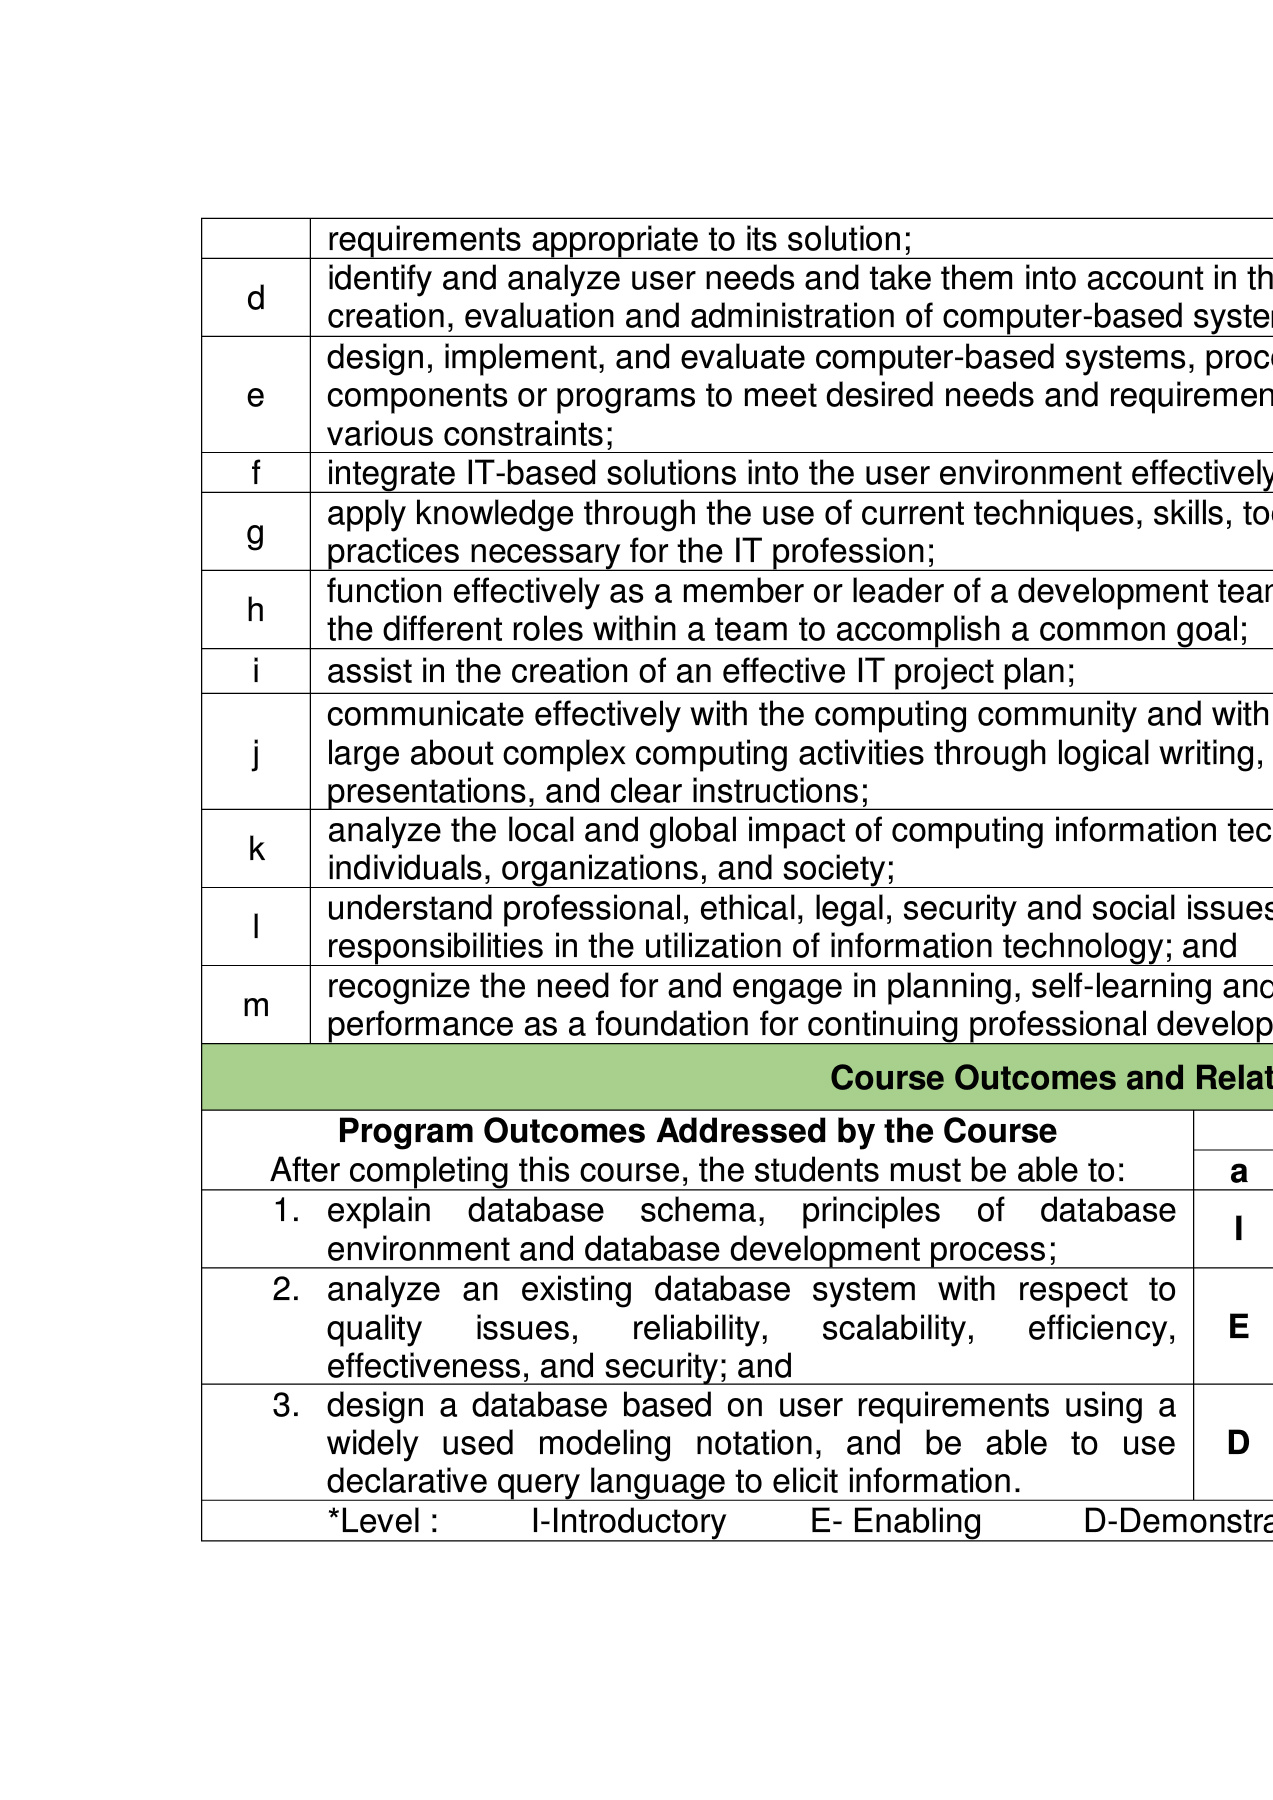 requirements appropriate to its solution;
d
identify and analyze user needs and take them into account in
creation, evaluation and administration of computer-based
e
design, implement, and evaluate computer-based systems,
components or programs to meet desired needs and
various constraints;
f
integrate IT-based solutions into the user environment effectively
g
apply knowledge through the use of current techniques, skills,
practices necessary for the IT profession;
h
function effectively as a member or leader of a development
the different roles within a team to accomplish a common goal;
i
assist in the creation of an effective IT project plan;
j
communicate effectively with the computing community and with
large about complex computing activities through logical writing,
presentations, and clear instructions;
k
analyze the local and global impact of computing information
individuals, organizations, and society;
l
understand professional, ethical, legal, security and social issues
responsibilities in the utilization of information technology; and
m
recognize the need for and engage in planning, self-learning and
performance as a foundation for continuing professional
Course Outcomes and
Program Outcomes Addressed by the Course
After completing this course, the students must be able to:
a
1. explain database schema, principles of database
environment and database development process;
I
2. analyze an existing database system with respect to
quality issues, reliability, scalability, efficiency,
effectiveness, and security; and
E
3. design a database based on user requirements using a
widely used modeling notation, and be able to use
declarative query language to elicit information.
D
*Level : I-Introductory E- Enabling